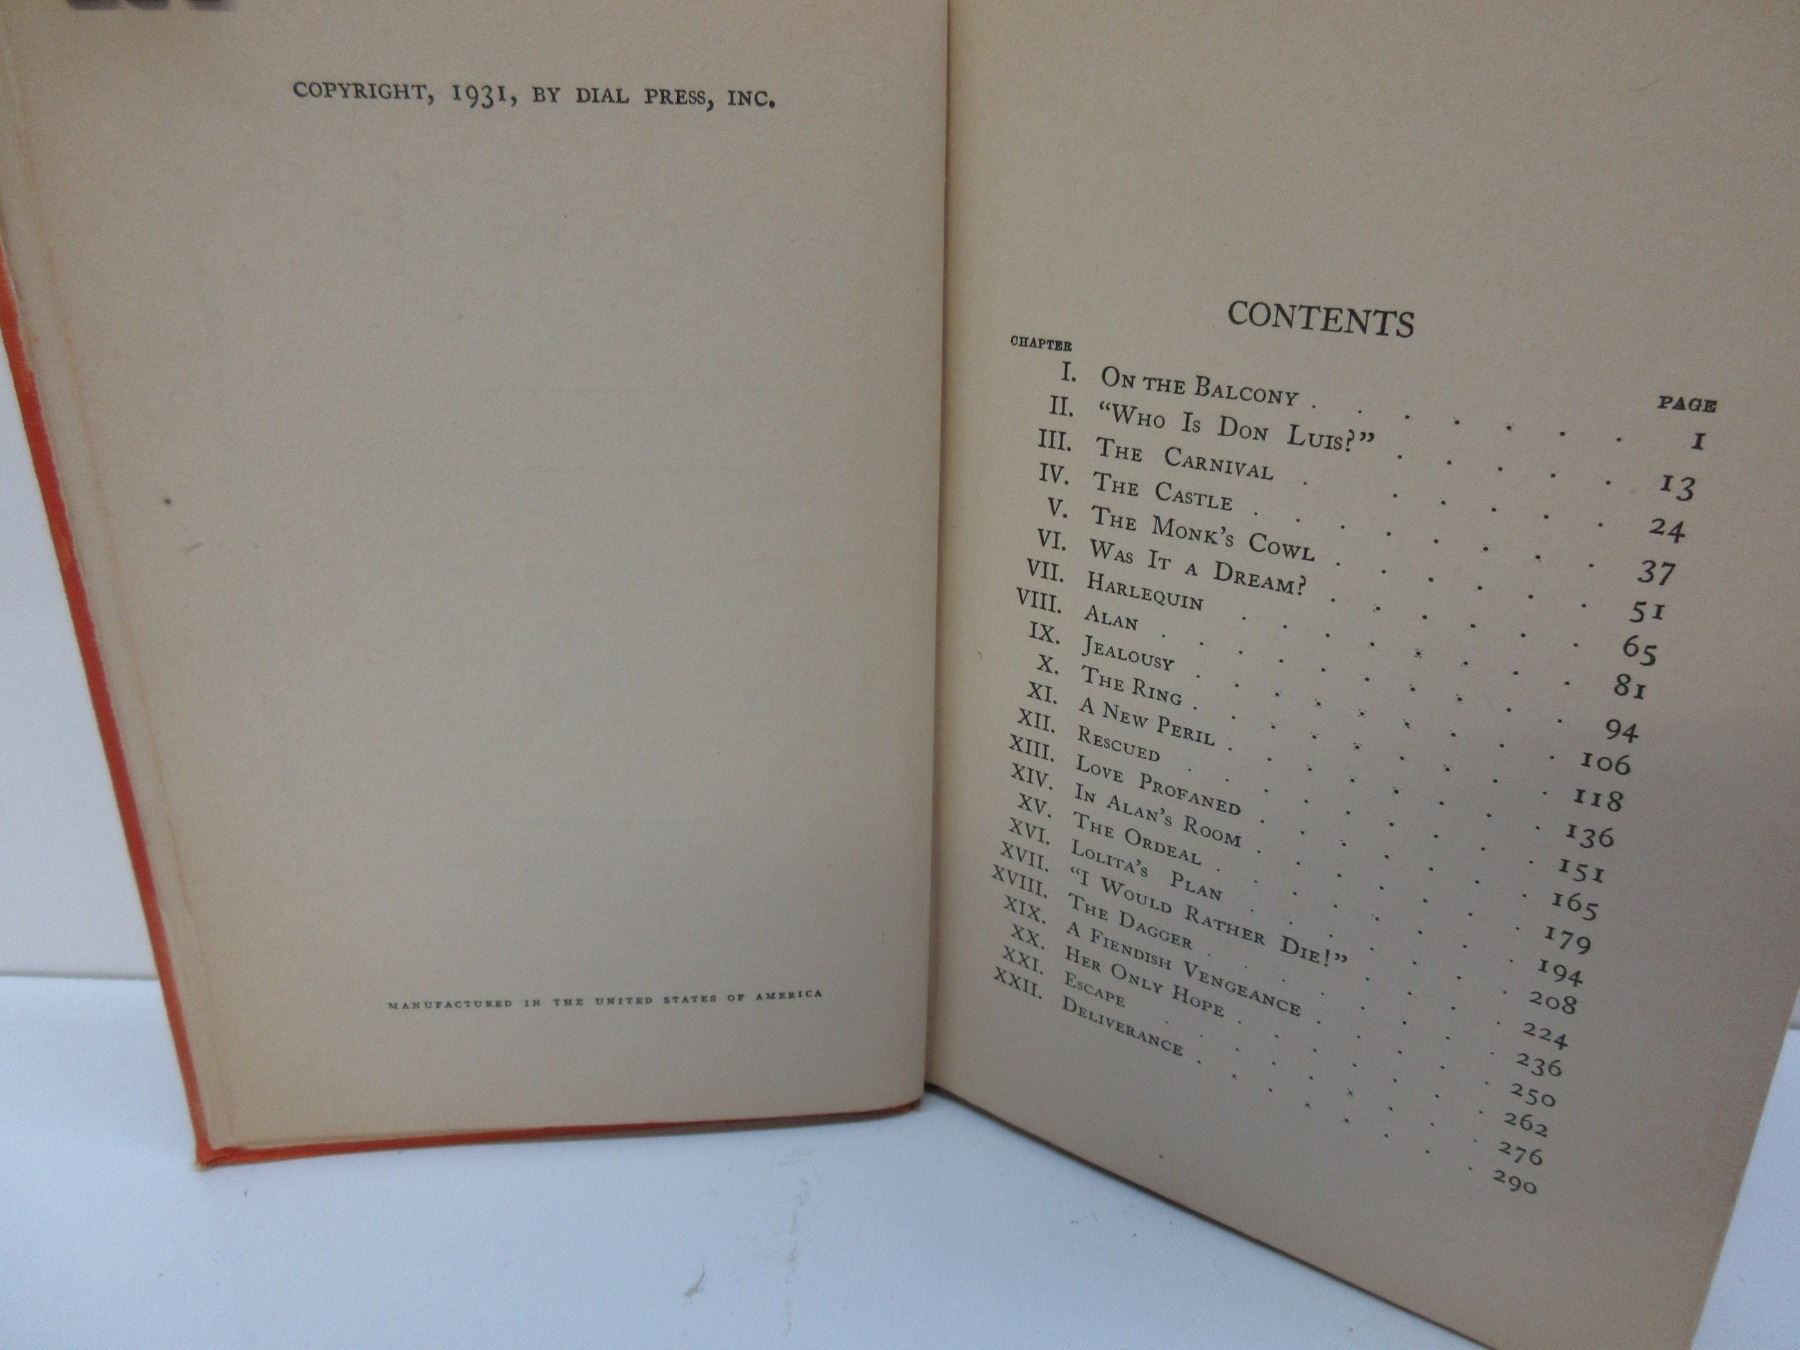 COPYRIGHT, 1931, BY DIAL PRESS, INC.
MANUFACTURED IN THE UNITED STATES OF AMERICA
CONTENTS
CHAPTER PAGE
I. ON THE BALCONY . . . . . . . 1
II. “WHO IS DON LUIS?” . . . . . 13
III. THE CARNIVAL . . . . . . 24
IV. THE CASTLE . . . . . . . 37
V. THE MONK’S COWL . . . . . . 51
VI. WAS IT A DREAM? . . . . . . 65
VII. HARLEQUIN . . . . . . . 81
VIII. ALAN . . . . . . . . 94
IX. JEALOUSY . . . . . . . 106
X. THE RING . . . . . . . 118
XI. A NEW PERIL . . . . . . . 136
XII. RESCUED . . . . . . . 151
XIII. LOVE PROFANED . . . . . . 165
XIV. IN ALAN’S ROOM . . . . . . 179
XV. THE ORDEAL . . . . . . . 194
XVI. LOLITA’S PLAN . . . . . . 208
XVII. “I WOULD RATHER DIE!” . . . . 224
XVIII. THE DAGGER . . . . . . . 236
XIX. A FIENDISH VENGEANCE . . . . . 250
XX. HER ONLY HOPE . . . . . . 262
XXI. ESCAPE . . . . . . . 276
XXII. DELIVERANCE . . . . . . . 290